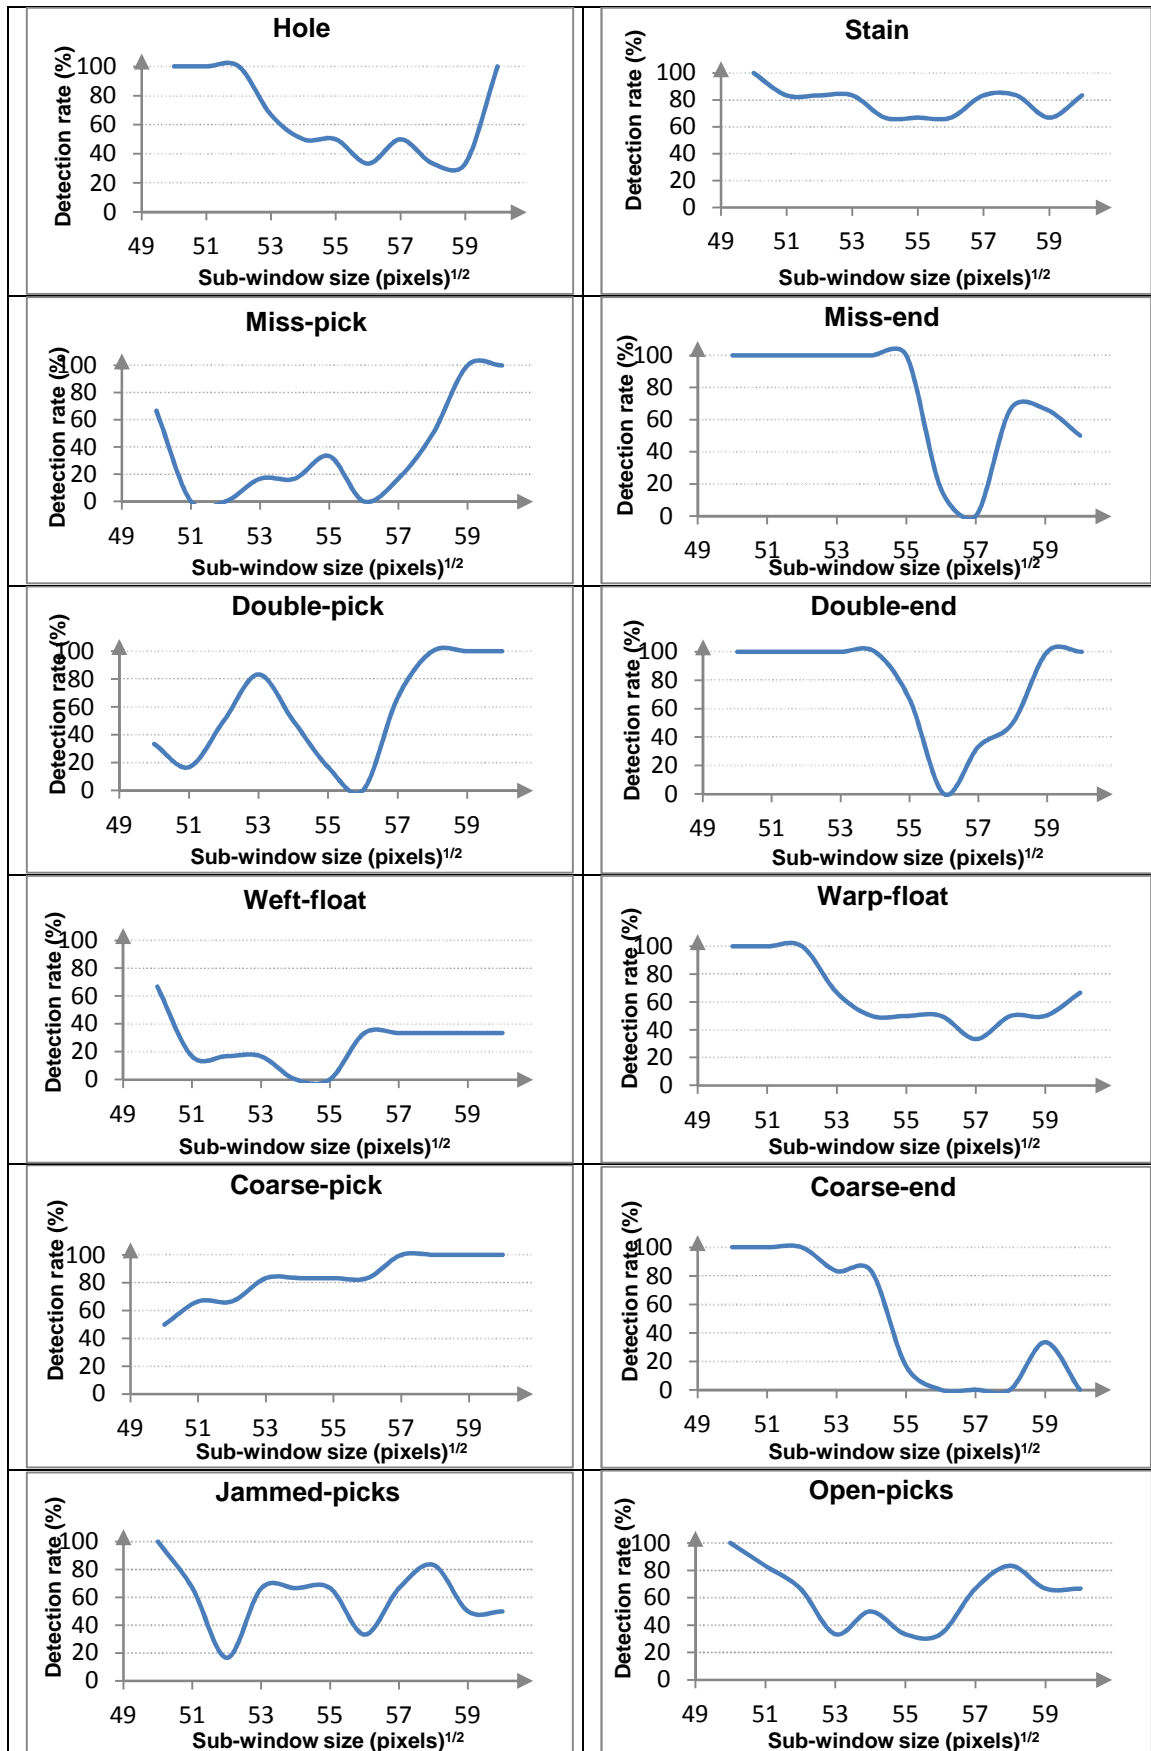 Hole
Detection rate (%)
100
80
60
40
20
0
49 51 53 55 57 59
Sub-window size (pixels)1/2
Stain
Detection rate (%)
100
80
60
40
20
0
49 51 53 55 57 59
Sub-window size (pixels)1/2
Miss-pick
Detection rate (%)
100
80
60
40
20
0
49 51 53 55 57 59
Sub-window size (pixels)1/2
Miss-end
Detection rate (%)
100
80
60
40
20
0
49 51 53 55 57 59
Sub-window size (pixels)1/2
Double-pick
Detection rate (%)
100
80
60
40
20
0
49 51 53 55 57 59
Sub-window size (pixels)1/2
Double-end
Detection rate (%)
100
80
60
40
20
0
49 51 53 55 57 59
Sub-window size (pixels)1/2
Weft-float
Detection rate (%)
100
80
60
40
20
0
49 51 53 55 57 59
Sub-window size (pixels)1/2
Warp-float
Detection rate (%)
100
80
60
40
20
0
49 51 53 55 57 59
Sub-window size (pixels)1/2
Coarse-pick
Detection rate (%)
100
80
60
40
20
0
49 51 53 55 57 59
Sub-window size (pixels)1/2
Coarse-end
Detection rate (%)
100
80
60
40
20
0
49 51 53 55 57 59
Sub-window size (pixels)1/2
Jammed-picks
Detection rate (%)
100
80
60
40
20
0
49 51 53 55 57 59
Sub-window size (pixels)1/2
Open-picks
Detection rate (%)
100
80
60
40
20
0
49 51 53 55 57 59
Sub-window size (pixels)1/2